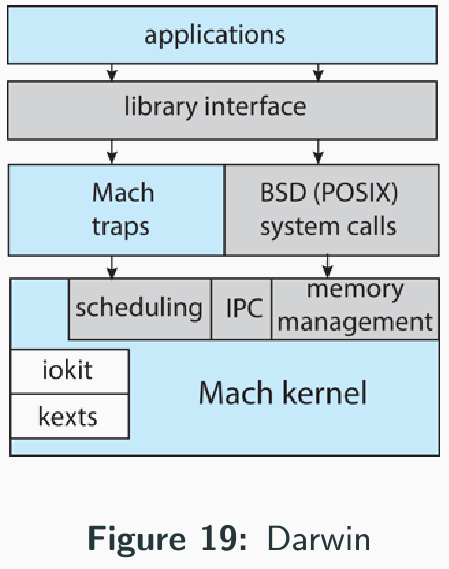 applications
library interface
Mach
traps
BSD (POSIX)
system calls
scheduling
IPC
memory
management
iokit
kexts
Mach kernel
Figure 19: Darwin